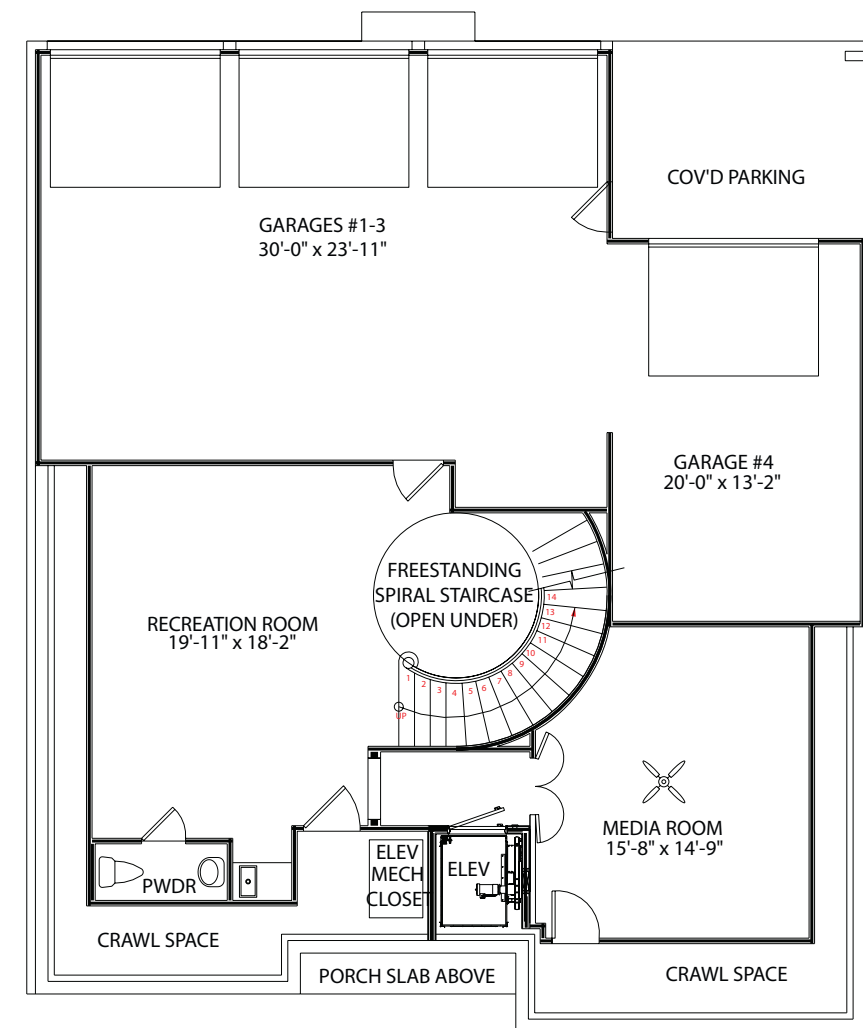 COV'D PARKING
GARAGES #1-3
30'-0" x 23'-11"
GARAGE #4
20'-0" x 13'-2"
FREESTANDING
SPIRAL STAIRCASE
(OPEN UNDER)
14
13
12
11
10
9
8
7
6
5
4
3
2
1
UP
RECREATION ROOM
19'-11" x 18'-2"
MEDIA ROOM
15'-8" x 14'-9"
ELEV
MECH
CLOSET
ELEV
PWDR
CRAWL SPACE
PORCH SLAB ABOVE
CRAWL SPACE